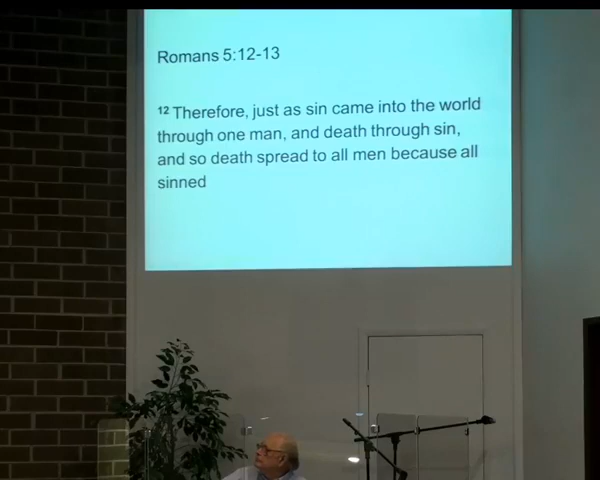 Romans 5:12-13
¹² Therefore, just as sin came into the world
through one man, and death through sin,
and so death spread to all men because all
sinned